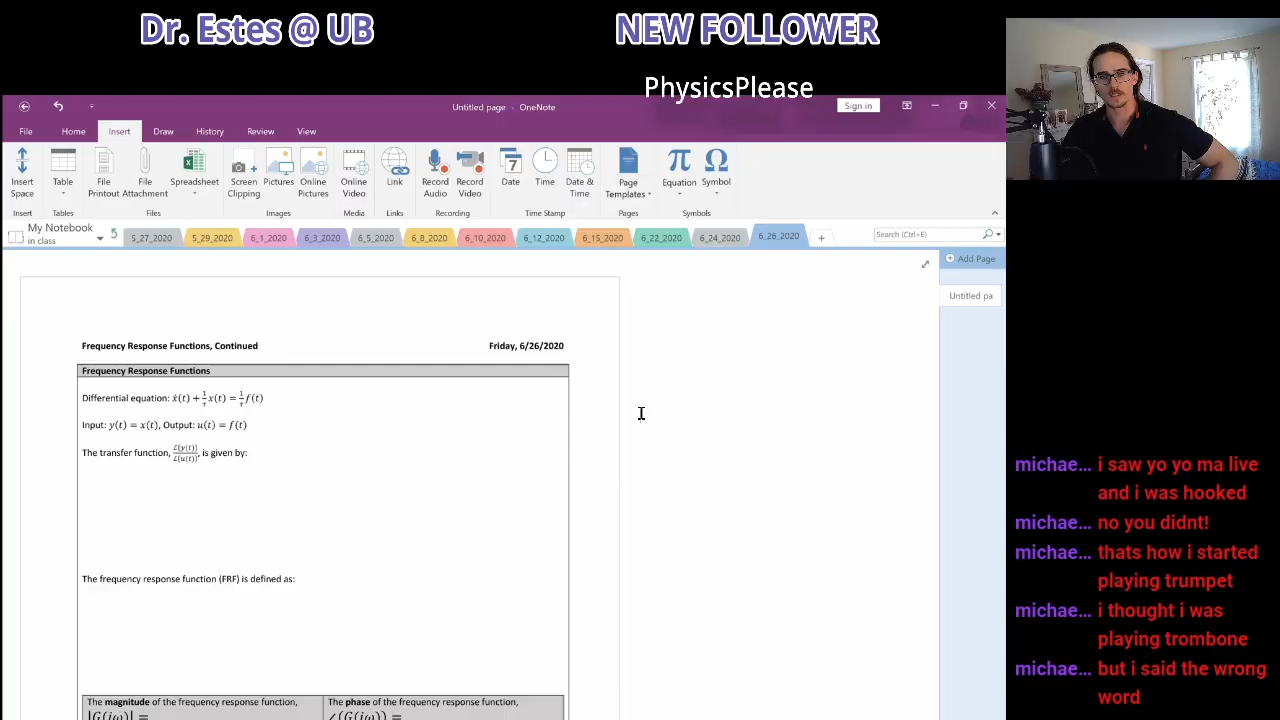 Dr. Estes @ UB
NEW FOLLOWER
PhysicsPlease
Untitled page - OneNote
Sign in
File Home Insert Draw History Review View
Insert Space
Table
File Printout
File Attachment
Spreadsheet
Screen Clipping
Pictures
Online Pictures
Online Video
Link
Record Audio
Record Video
Date
Time
Date & Time
Page Templates
Equation
Symbol
Insert Tables Files Images Media Links Recording Time Stamp Pages Symbols
My Notebook
in class
5_27_2020 5_29_2020 6_1_2020 6_3_2020 6_5_2020 6_8_2020 6_10_2020 6_12_2020 6_15_2020 6_22_2020 6_24_2020 6_26_2020
Search (Ctrl+E)
Add Page
Untitled pa
Frequency Response Functions, Continued Friday, 6/26/2020
Frequency Response Functions
Differential equation: ẋ(t) + 1/τ x(t) = 1/τ f(t)
Input: y(t) = x(t), Output: u(t) = f(t)
The transfer function, ℒ[y(t)]/ℒ[u(t)], is given by:
The frequency response function (FRF) is defined as:
The magnitude of the frequency response function,
|G(iω)| =
The phase of the frequency response function,
∠(G(iω)) =
michae... i saw yo yo ma live
and i was hooked
michae... no you didnt!
michae... thats how i started
playing trumpet
michae... i thought i was
playing trombone
michae... but i said the wrong
word